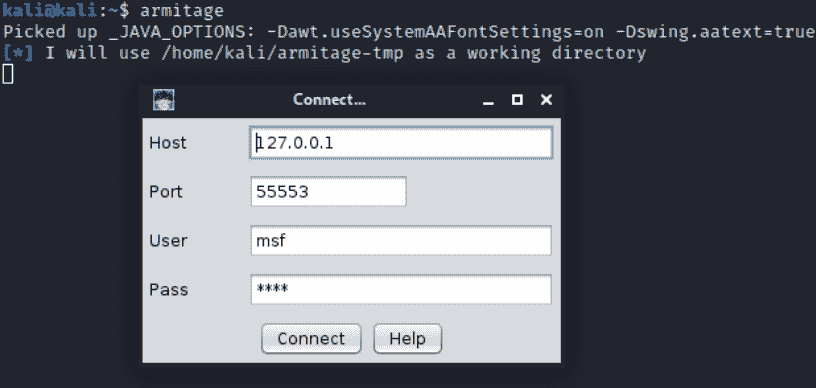 kali@kali:~$ armitage
Picked up _JAVA_OPTIONS: -Dawt.useSystemAAFontSettings=on -Dswing.aatext=true
[*] I will use /home/kali/armitage-tmp as a working directory
Connect...
Host 127.0.0.1
Port 55553
User msf
Pass ****
Connect Help